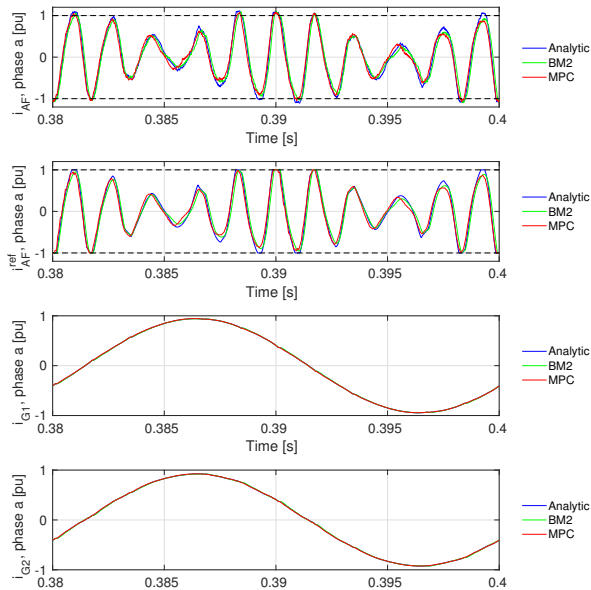 i_AF, phase a [pu]
1
0
-1
0.38 0.385 0.39 0.395 0.4
Time [s]
Analytic
BM2
MPC
i_AF^ref, phase a [pu]
1
0
-1
0.38 0.385 0.39 0.395 0.4
Time [s]
Analytic
BM2
MPC
i_G1, phase a [pu]
1
0
-1
0.38 0.385 0.39 0.395 0.4
Time [s]
Analytic
BM2
MPC
i_G2, phase a [pu]
1
0
-1
0.38 0.385 0.39 0.395 0.4
Analytic
BM2
MPC